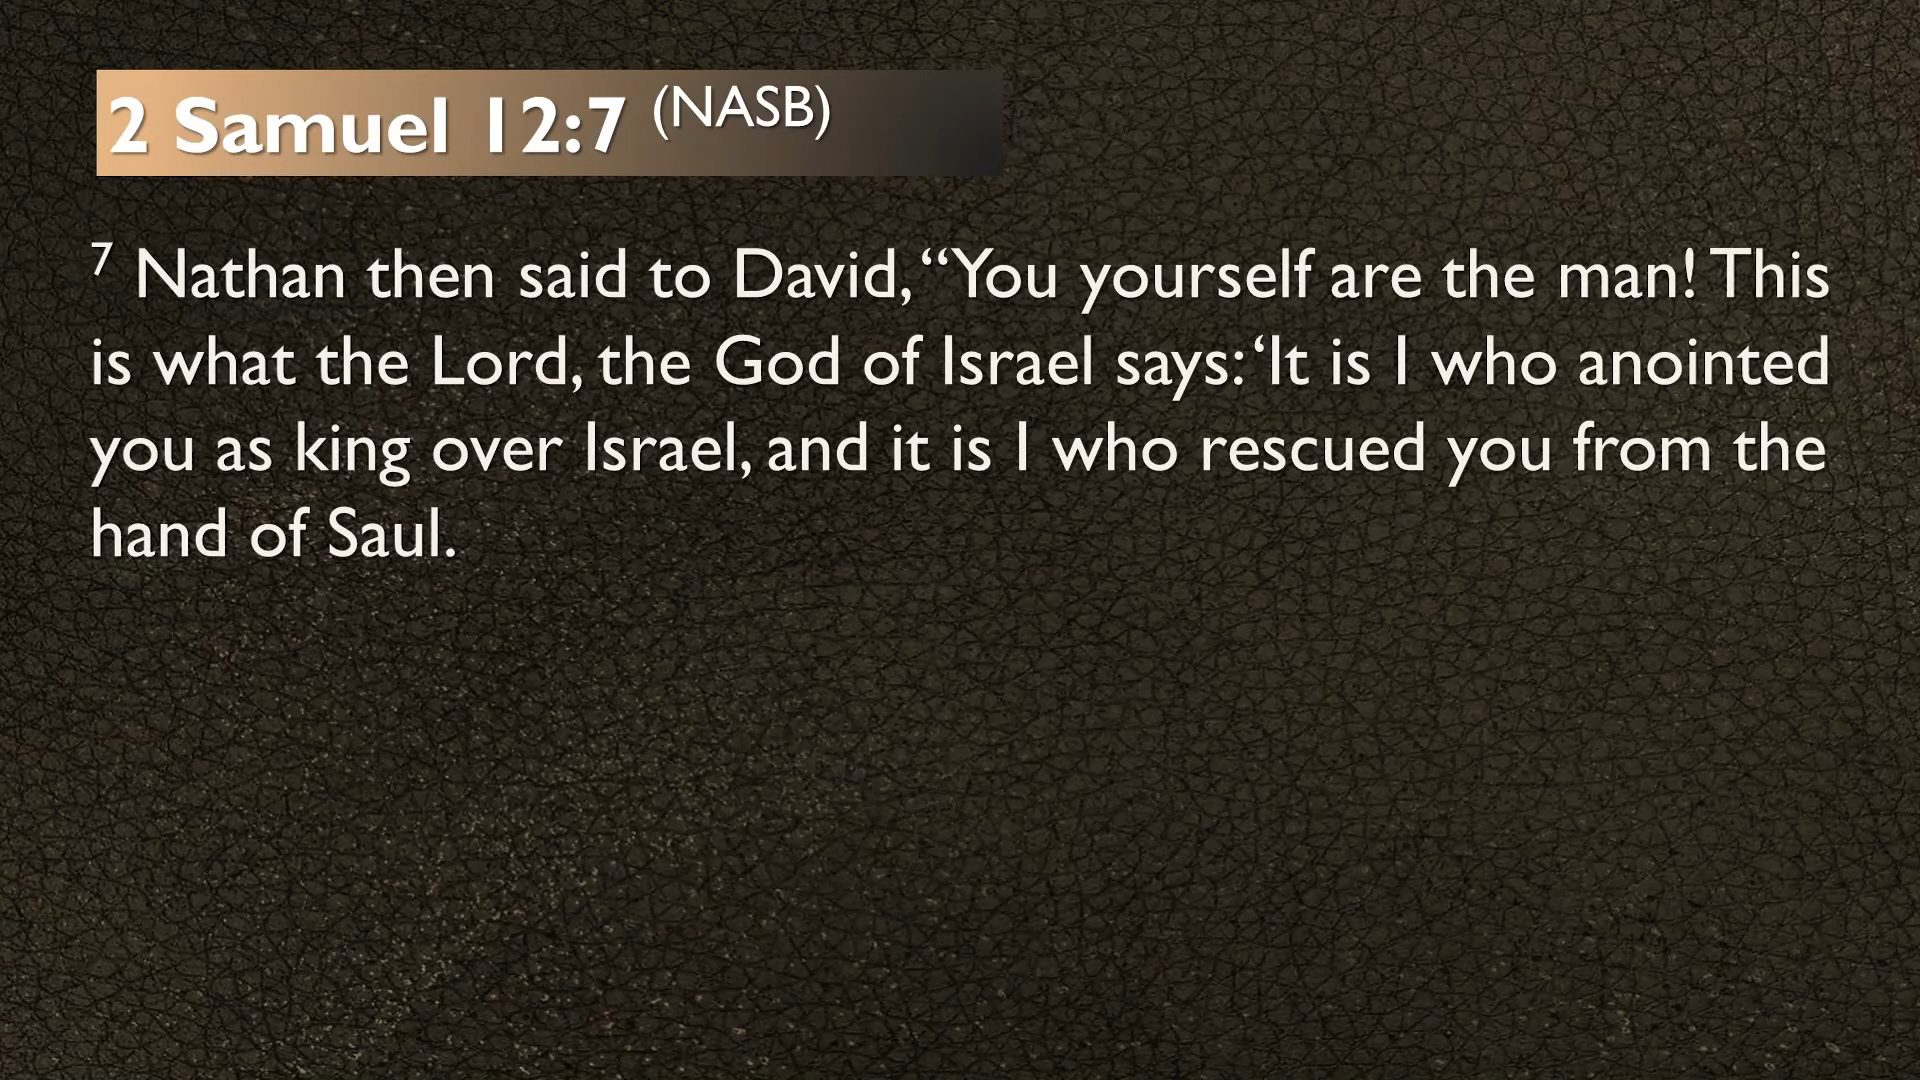 2 Samuel 12:7 (NASB)
7 Nathan then said to David, “You yourself are the man! This
is what the Lord, the God of Israel says: ‘It is I who anointed
you as king over Israel, and it is I who rescued you from the
hand of Saul.